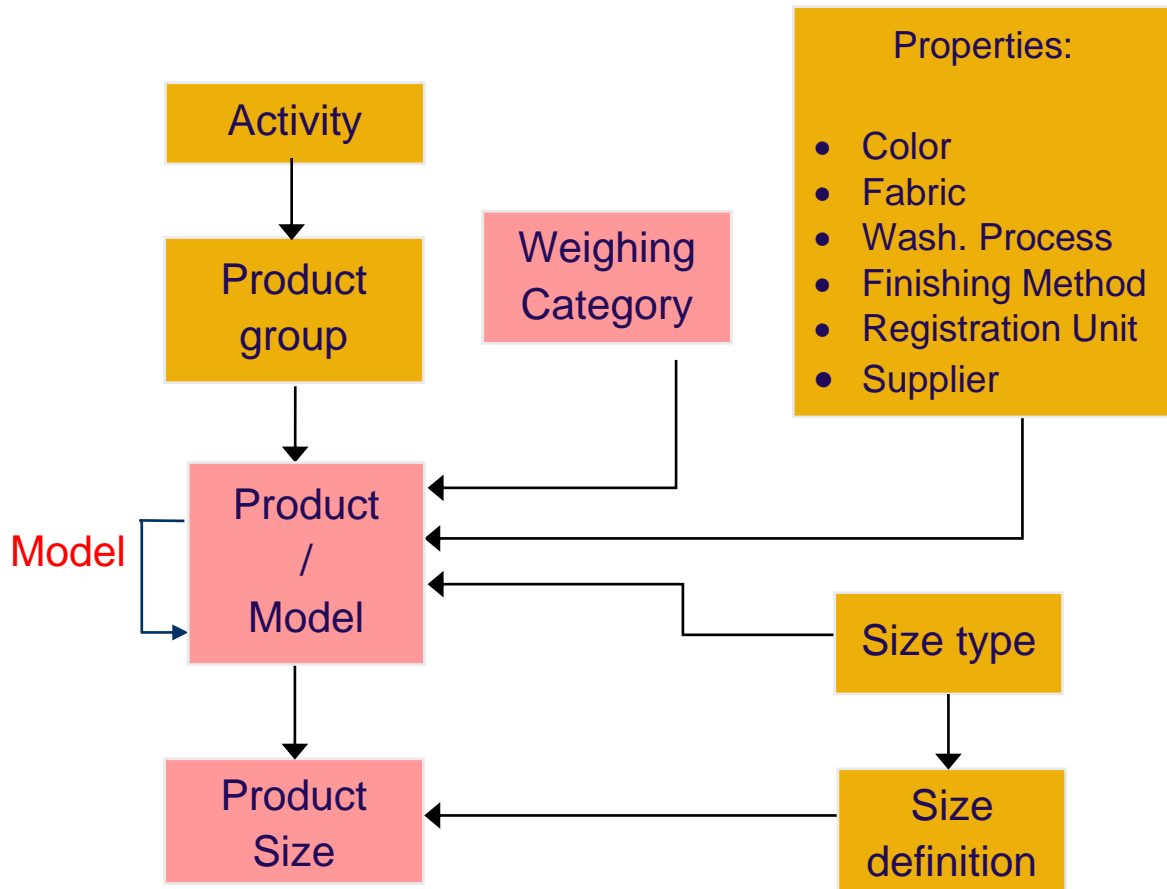 Activity
Product
group
Weighing
Category
Properties:
• Color
• Fabric
• Wash. Process
• Finishing Method
• Registration Unit
• Supplier
Product
/
Model
Model
Size type
Product
Size
Size
definition